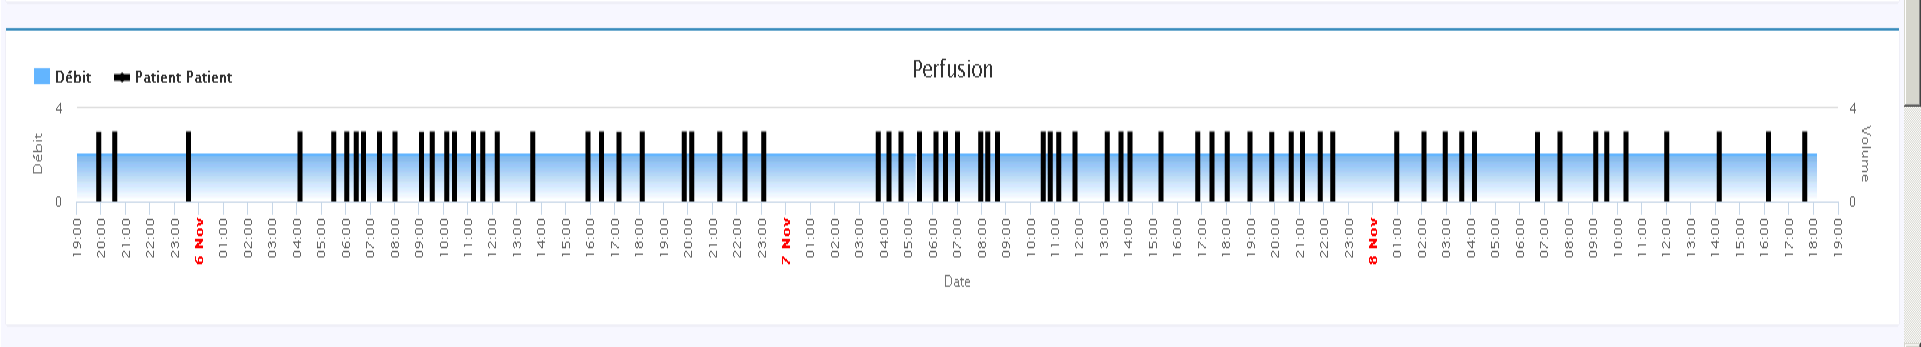 Perfusion
Débit Patient Patient
4 4
Débit Volume
0 0
19:00 20:00 21:00 22:00 23:00 6 Nov 01:00 02:00 03:00 04:00 05:00 06:00 07:00 08:00 09:00 10:00 11:00 12:00 13:00 14:00 15:00 16:00 17:00 18:00 19:00 20:00 21:00 22:00 23:00 7 Nov 01:00 02:00 03:00 04:00 05:00 06:00 07:00 08:00 09:00 10:00 11:00 12:00 13:00 14:00 15:00 16:00 17:00 18:00 19:00 20:00 21:00 22:00 23:00 8 Nov 01:00 02:00 03:00 04:00 05:00 06:00 07:00 08:00 09:00 10:00 11:00 12:00 13:00 14:00 15:00 16:00 17:00 18:00 19:00
Date